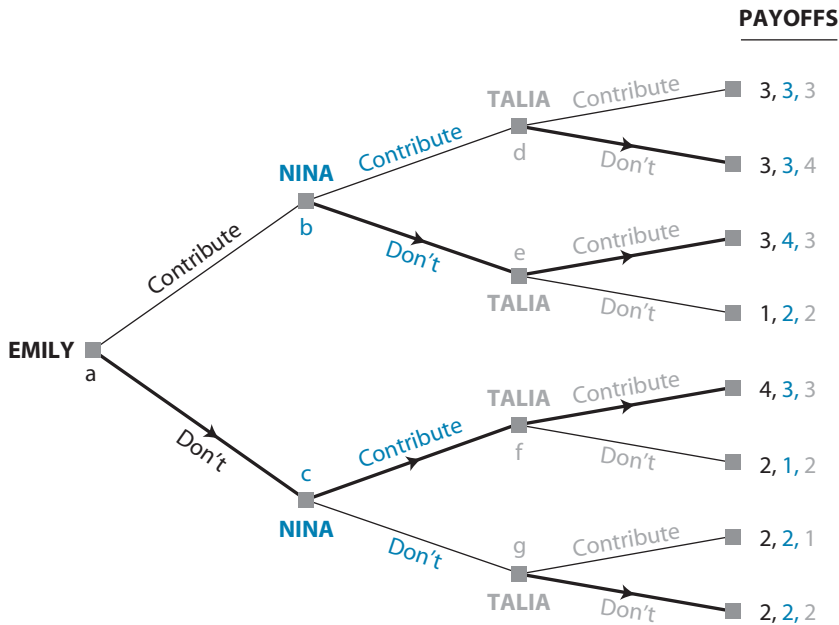 PAYOFFS
TALIA
Contribute
3, 3, 3
d
Don't
3, 3, 4
NINA
Contribute
b
Don't
e
Contribute
3, 4, 3
TALIA
Don't
1, 2, 2
Contribute
EMILY
a
Don't
TALIA
Contribute
4, 3, 3
f
Don't
2, 1, 2
c
Contribute
NINA
Don't
g
Contribute
2, 2, 1
TALIA
Don't
2, 2, 2